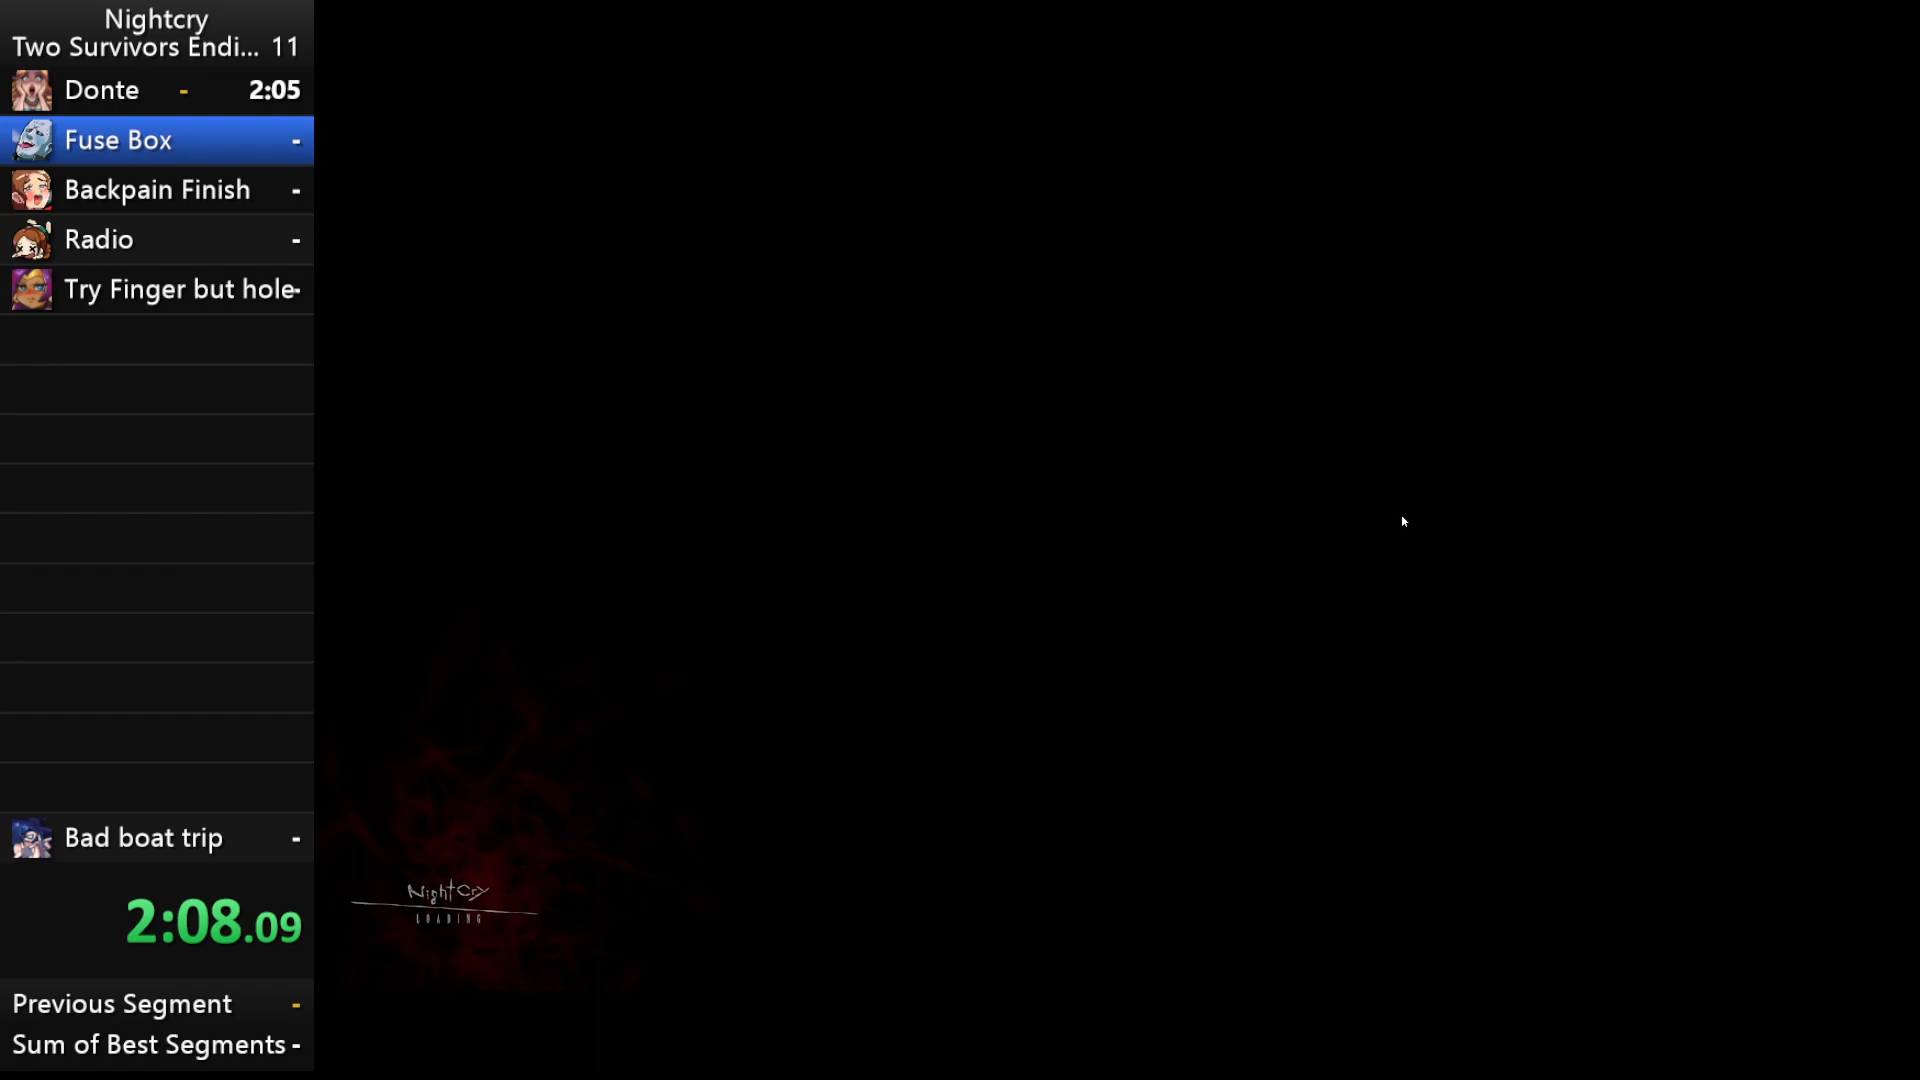 Nightcry
Two Survivors Endi... 11
Donte - 2:05
Fuse Box -
Backpain Finish -
Radio -
Try Finger but hole-
Bad boat trip -
2:08.09
NightCry
LOADING
Previous Segment -
Sum of Best Segments -